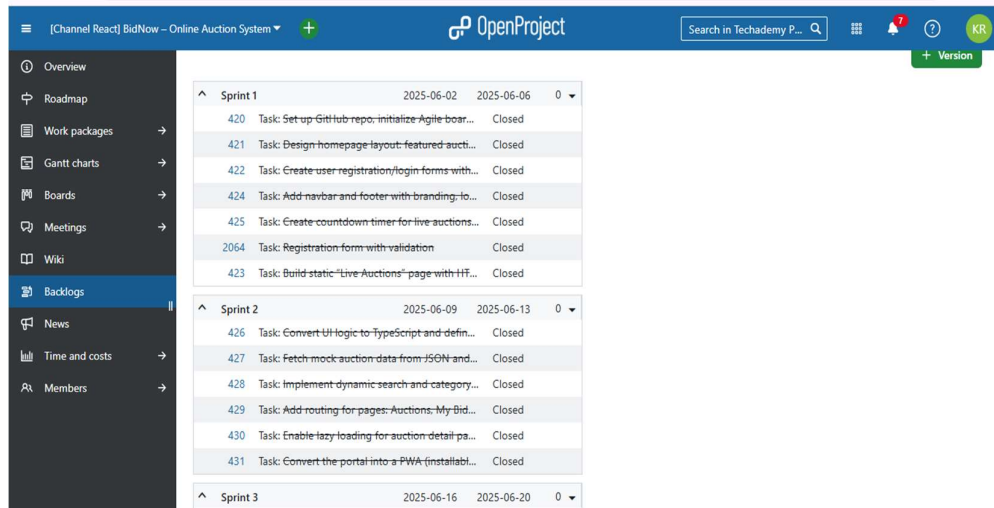 [Channel React] BidNow – Online Auction System
OpenProject
Search in Techademy P...
7
KR
+ Version
Overview
Roadmap
Work packages
Gantt charts
Boards
Meetings
Wiki
Backlogs
News
Time and costs
Members
Sprint 1 2025-06-02 2025-06-06 0
420 Task: Set up GitHub repo, initialize Agile boar... Closed
421 Task: Design homepage layout: featured aucti... Closed
422 Task: Create user registration/login forms with... Closed
424 Task: Add navbar and footer with branding, lo... Closed
425 Task: Create countdown timer for live auctions... Closed
2064 Task: Registration form with validation Closed
423 Task: Build static "Live Auctions" page with HT... Closed
Sprint 2 2025-06-09 2025-06-13 0
426 Task: Convert UI logic to TypeScript and defin... Closed
427 Task: Fetch mock auction data from JSON and... Closed
428 Task: Implement dynamic search and category... Closed
429 Task: Add routing for pages: Auctions, My Bid... Closed
430 Task: Enable lazy loading for auction detail pa... Closed
431 Task: Convert the portal into a PWA (installabl... Closed
Sprint 3 2025-06-16 2025-06-20 0